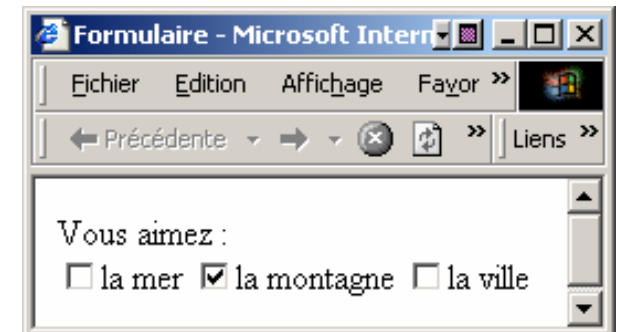 Formulaire - Microsoft Intern
Fichier Edition Affichage Favor »
Précédente » Liens »
Vous aimez :
la mer la montagne la ville